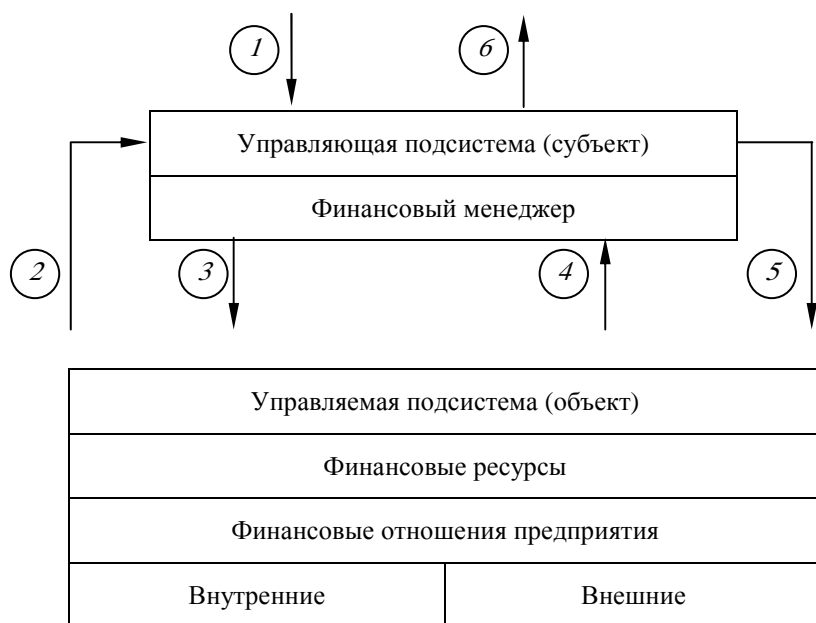 1
6
Управляющая подсистема (субъект)
Финансовый менеджер
2
3
4
5
Управляемая подсистема (объект)
Финансовые ресурсы
Финансовые отношения предприятия
Внутренние
Внешние